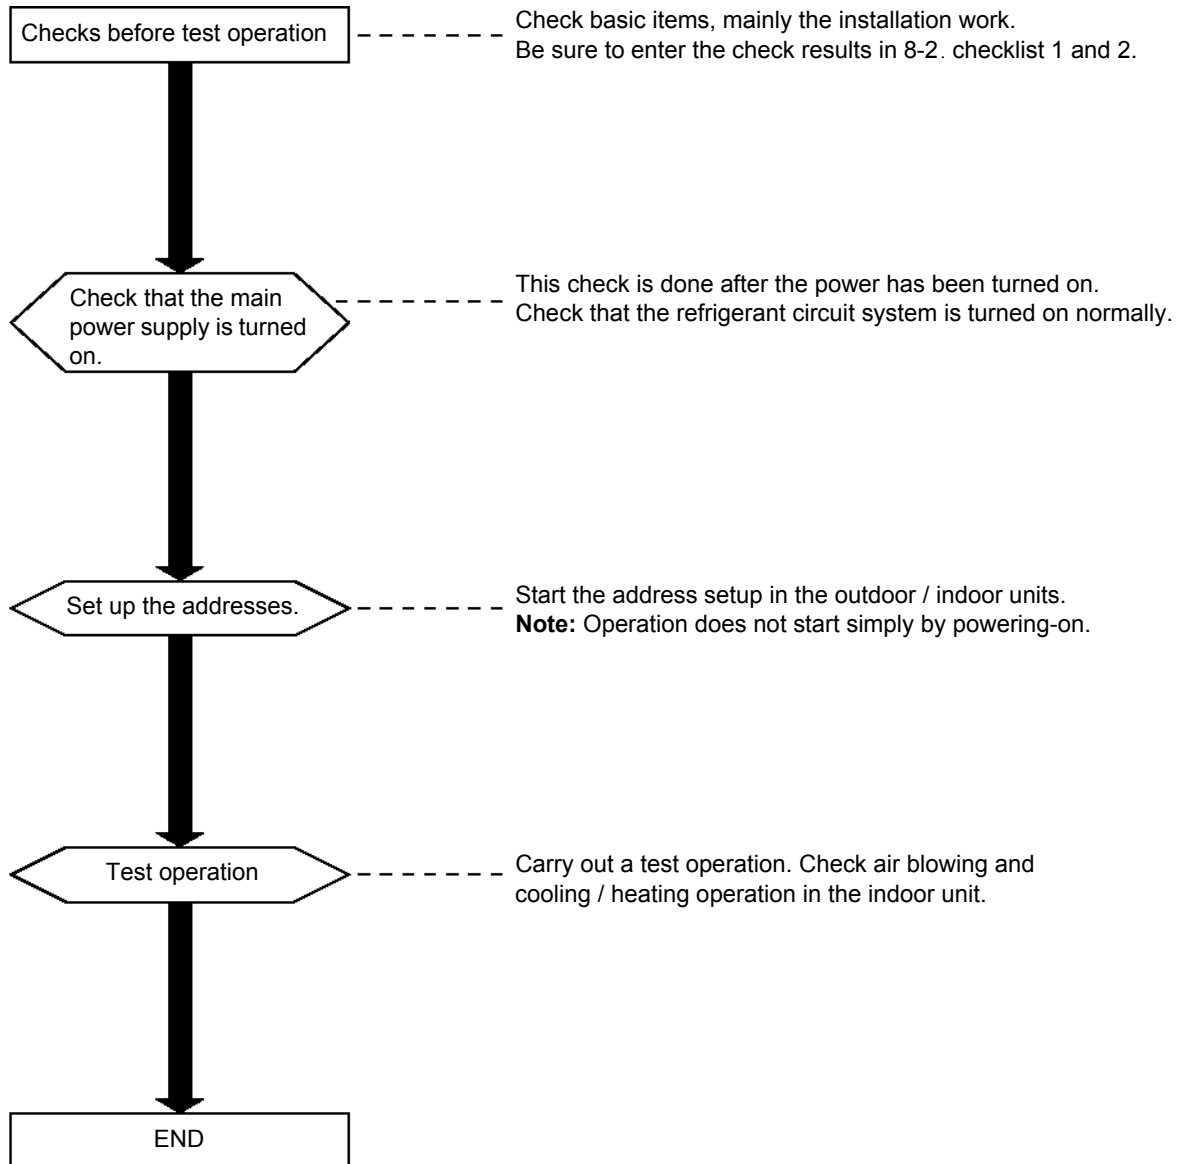 Checks before test operation
Check basic items, mainly the installation work.
Be sure to enter the check results in 8-2. checklist 1 and 2.
Check that the main
power supply is turned
on.
This check is done after the power has been turned on.
Check that the refrigerant circuit system is turned on normally.
Set up the addresses.
Start the address setup in the outdoor / indoor units.
Note: Operation does not start simply by powering-on.
Test operation
Carry out a test operation. Check air blowing and
cooling / heating operation in the indoor unit.
END